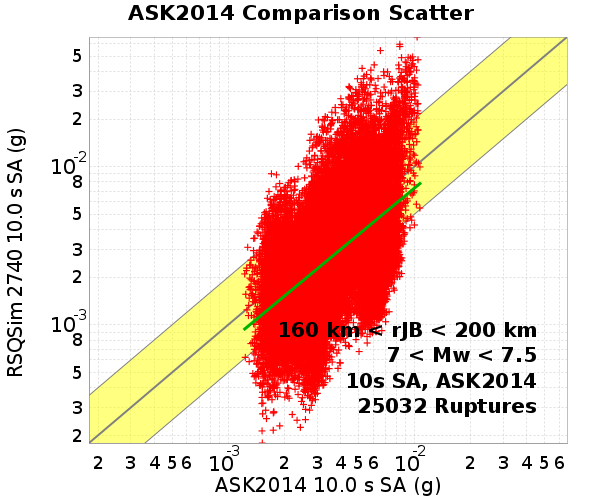 ASK2014 Comparison Scatter
RSQSim 2740 10.0 s SA (g)
5
3
2
10-2
8
5
3
2
10-3
8
5
3
2
160 km < rJB < 200 km
7 < Mw < 7.5
10s SA, ASK2014
25032 Ruptures
2 3 4 5 6 10-3 2 3 4 5 6 10-2 2 3 4 5 6
ASK2014 10.0 s SA (g)